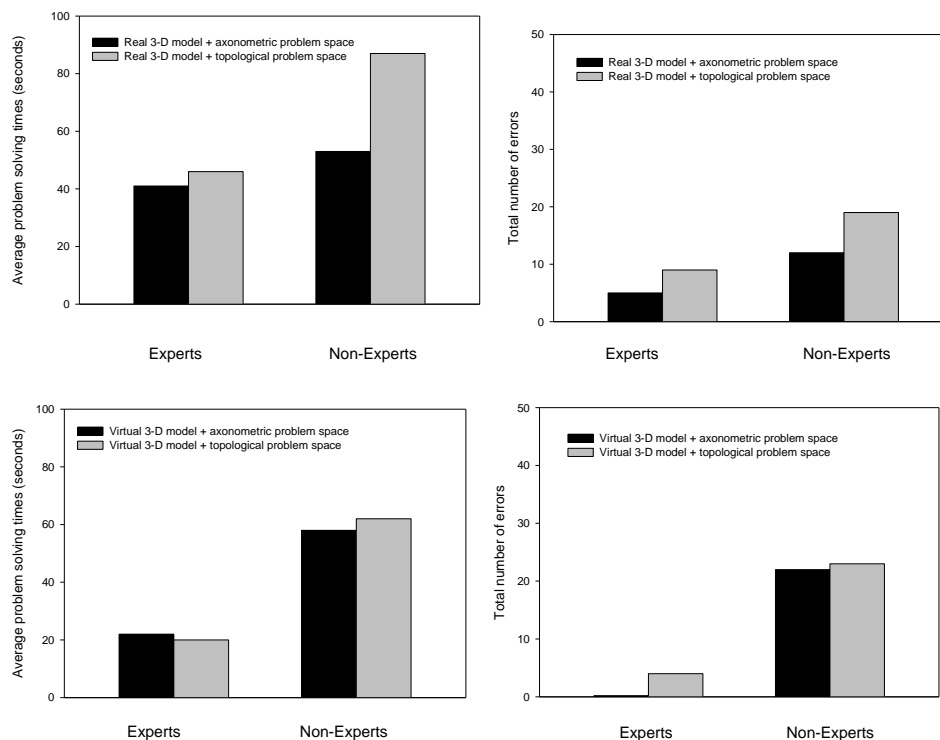 Average problem solving times (seconds)
100
80
60
40
20
0
Real 3-D model + axonometric problem space
Real 3-D model + topological problem space
Experts Non-Experts
Total number of errors
50
40
30
20
10
0
Real 3-D model + axonometric problem space
Real 3-D model + topological problem space
Experts Non-Experts
Average problem solving times (seconds)
100
80
60
40
20
0
Virtual 3-D model + axonometric problem space
Virtual 3-D model + topological problem space
Experts Non-Experts
Total number of errors
50
40
30
20
10
0
Virtual 3-D model + axonometric problem space
Virtual 3-D model + topological problem space
Experts Non-Experts